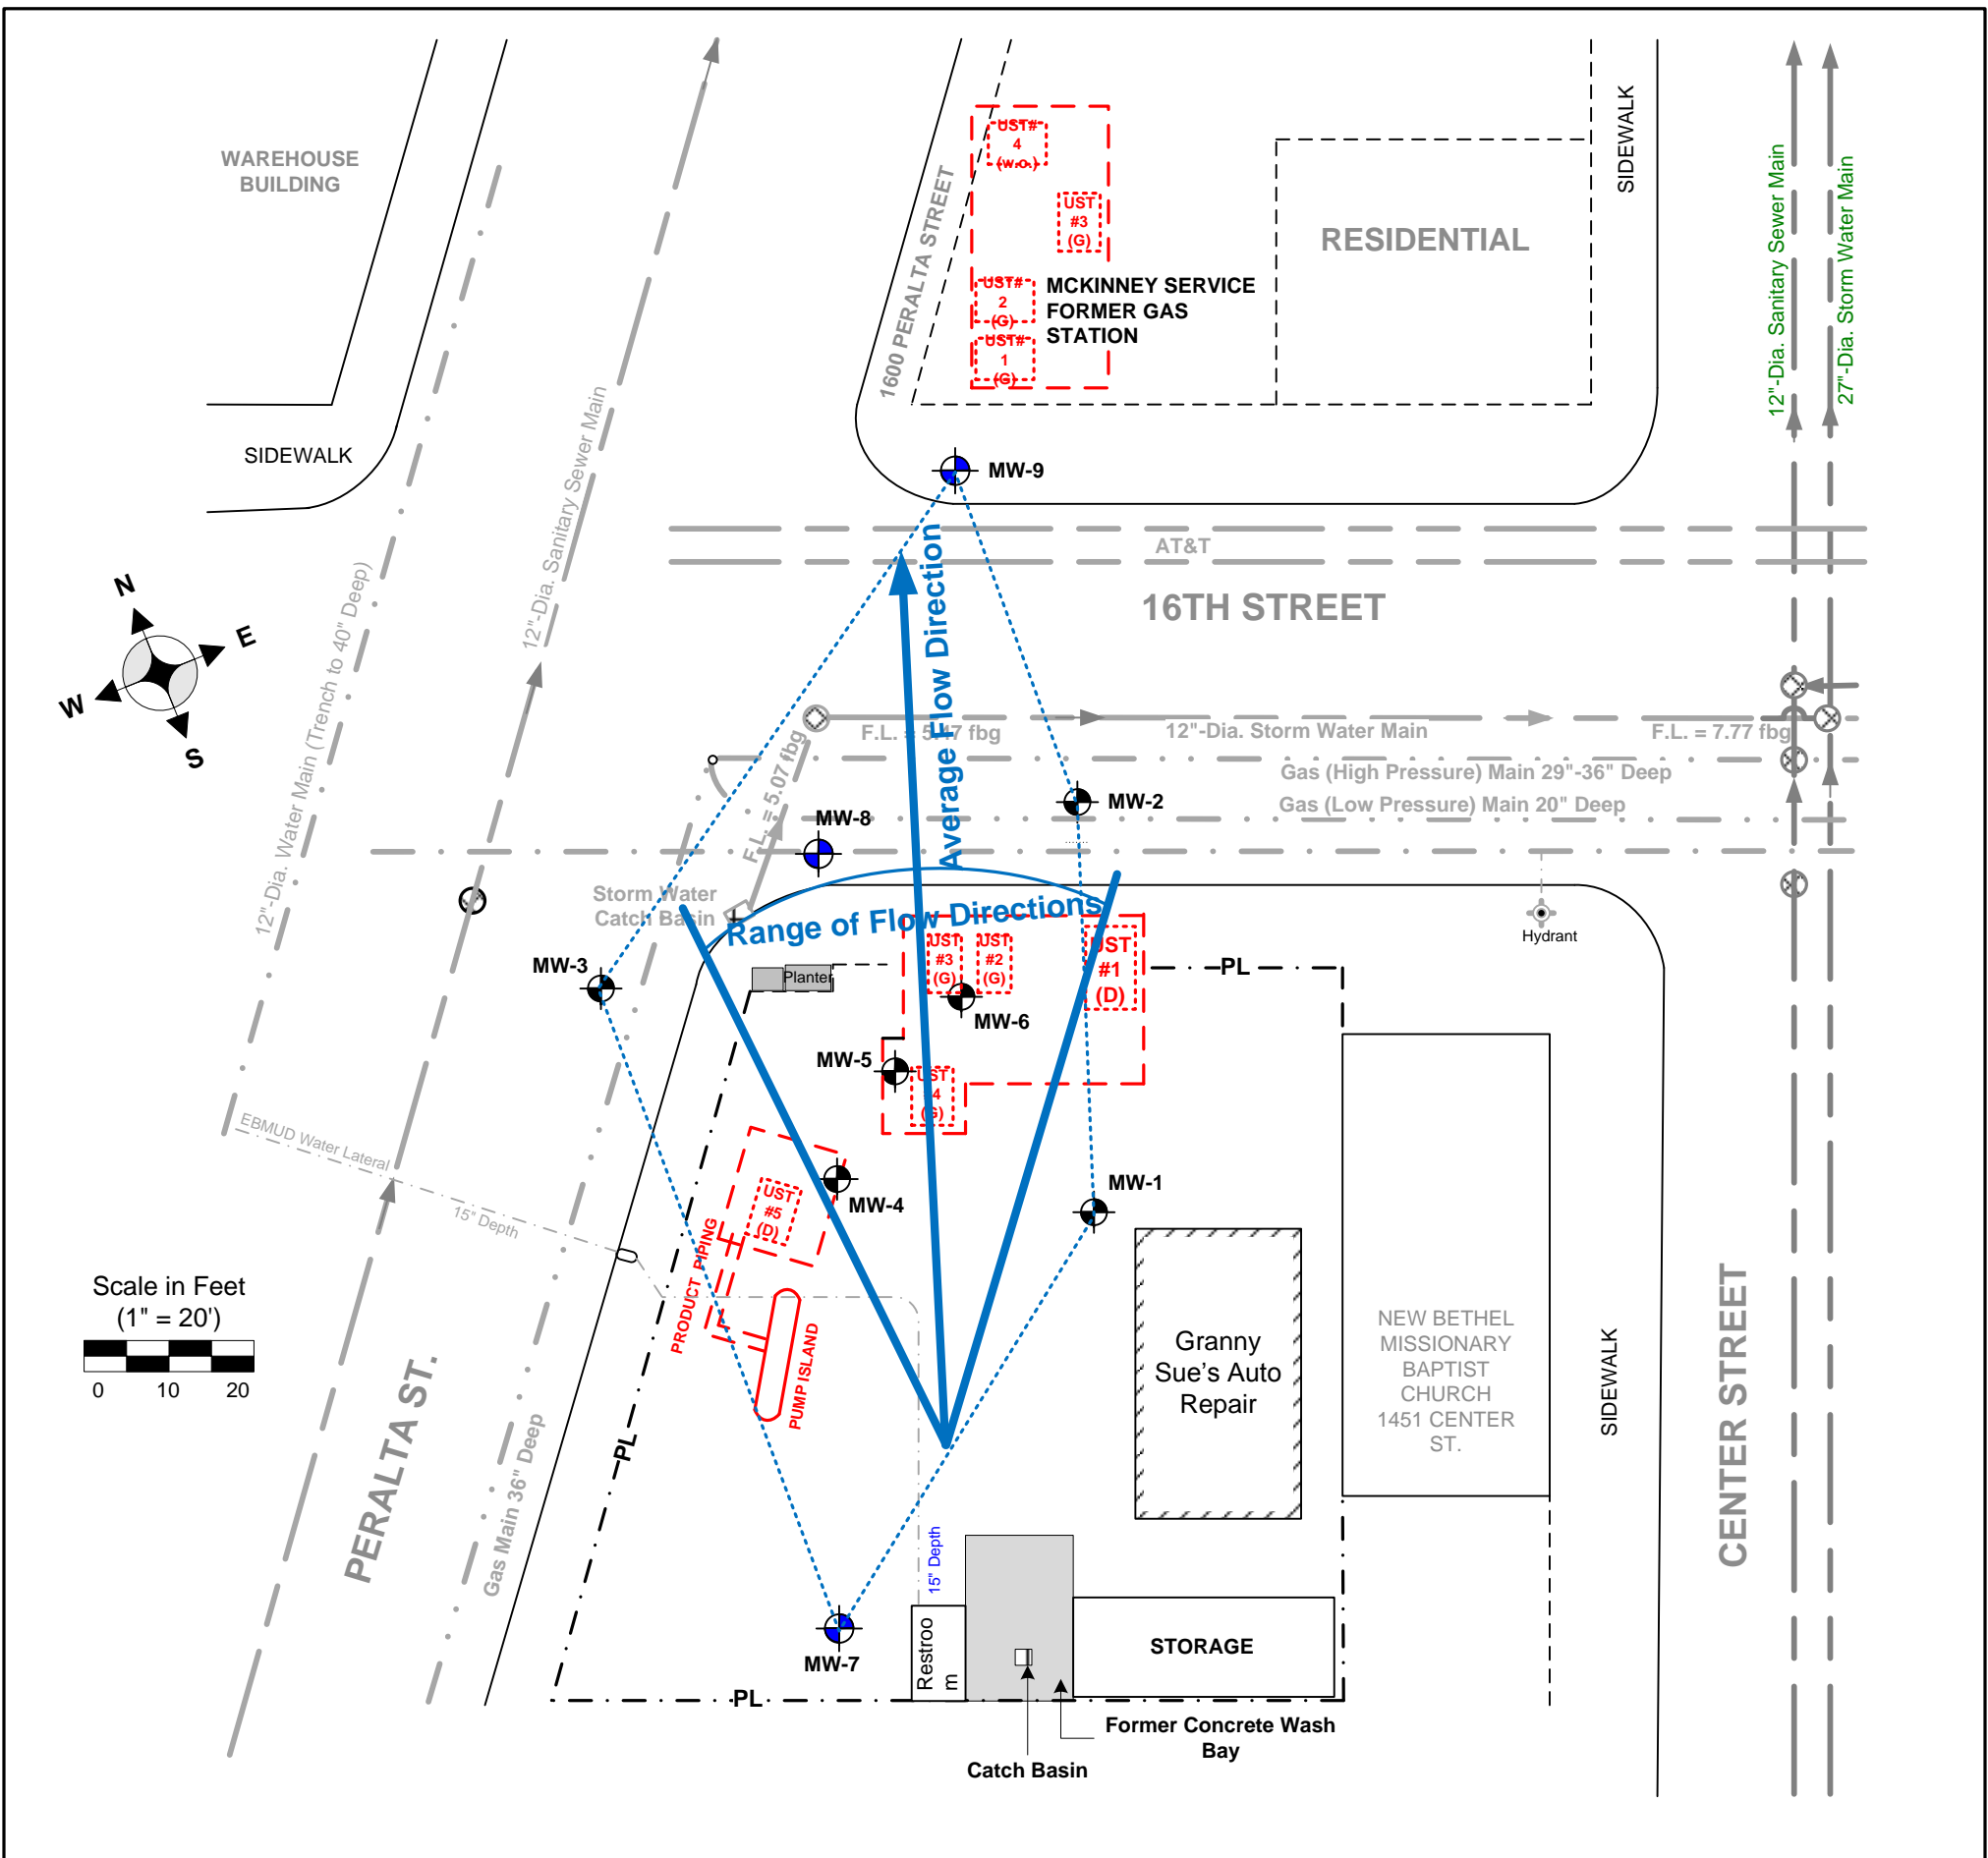 WAREHOUSE
BUILDING
SIDEWALK
12"-Dia. Water Main (Trench to 40" Deep)
12"-Dia. Sanitary Sewer Main
1600 PERALTA STREET
UST#
4
(w.o.)
UST
#3
(G)
UST#
2
(G)
UST#
1
(G)
MCKINNEY SERVICE
FORMER GAS
STATION
RESIDENTIAL
SIDEWALK
12"-Dia. Sanitary Sewer Main
27"-Dia. Storm Water Main
MW-9
AT&T
16TH STREET
N
E
W
S
Average Flow Direction
F.L. = 5.47 fbg
12"-Dia. Storm Water Main
F.L. = 7.77 fbg
Gas (High Pressure) Main 29"-36" Deep
Gas (Low Pressure) Main 20" Deep
F.L. = 5.07 fbg
MW-2
MW-8
Storm Water
Catch Basin
Range of Flow Directions
Hydrant
MW-3
Planter
UST
#3
(G)
UST
#2
(G)
UST
#1
(D)
PL
MW-6
MW-5
UST
#4
(G)
EBMUD Water Lateral
15" Depth
MW-4
MW-1
UST
#5
(D)
PRODUCT PIPING
PUMP ISLAND
Scale in Feet
(1" = 20')
0 10 20
PERALTA ST.
Gas Main 36" Deep
PL
Granny
Sue's Auto
Repair
NEW BETHEL
MISSIONARY
BAPTIST
CHURCH
1451 CENTER
ST.
SIDEWALK
CENTER STREET
15" Depth
MW-7
Restroo
m
STORAGE
PL
Former Concrete Wash
Bay
Catch Basin